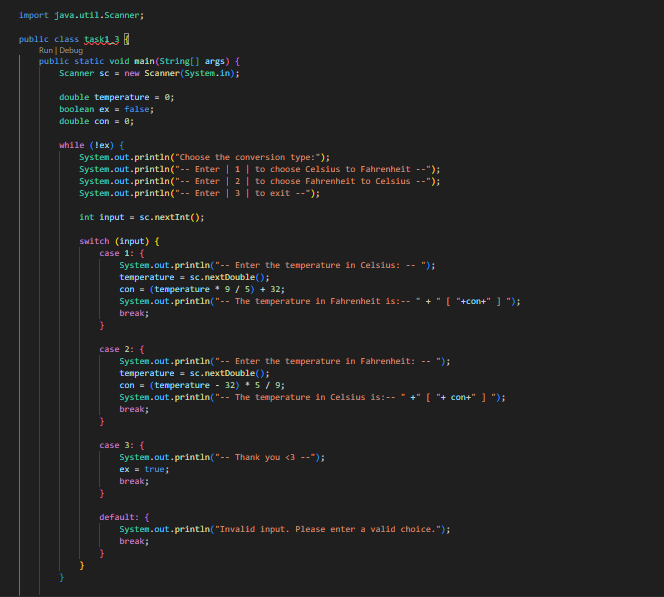 import java.util.Scanner;
public class task1_3 {
Run | Debug
public static void main(String[] args) {
Scanner sc = new Scanner(System.in);
double temperature = 0;
boolean ex = false;
double con = 0;
while (!ex) {
System.out.println("Choose the conversion type:");
System.out.println("-- Enter | 1 | to choose Celsius to Fahrenheit --");
System.out.println("-- Enter | 2 | to choose Fahrenheit to Celsius --");
System.out.println("-- Enter | 3 | to exit --");
int input = sc.nextInt();
switch (input) {
case 1: {
System.out.println("-- Enter the temperature in Celsius: -- ");
temperature = sc.nextDouble();
con = (temperature * 9 / 5) + 32;
System.out.println("-- The temperature in Fahrenheit is:-- " + " [ "+con+" ] ");
break;
}
case 2: {
System.out.println("-- Enter the temperature in Fahrenheit: -- ");
temperature = sc.nextDouble();
con = (temperature - 32) * 5 / 9;
System.out.println("-- The temperature in Celsius is:-- " +" [ "+ con+" ] ");
break;
}
case 3: {
System.out.println("-- Thank you <3 --");
ex = true;
break;
}
default: {
System.out.println("Invalid input. Please enter a valid choice.");
break;
}
}
}